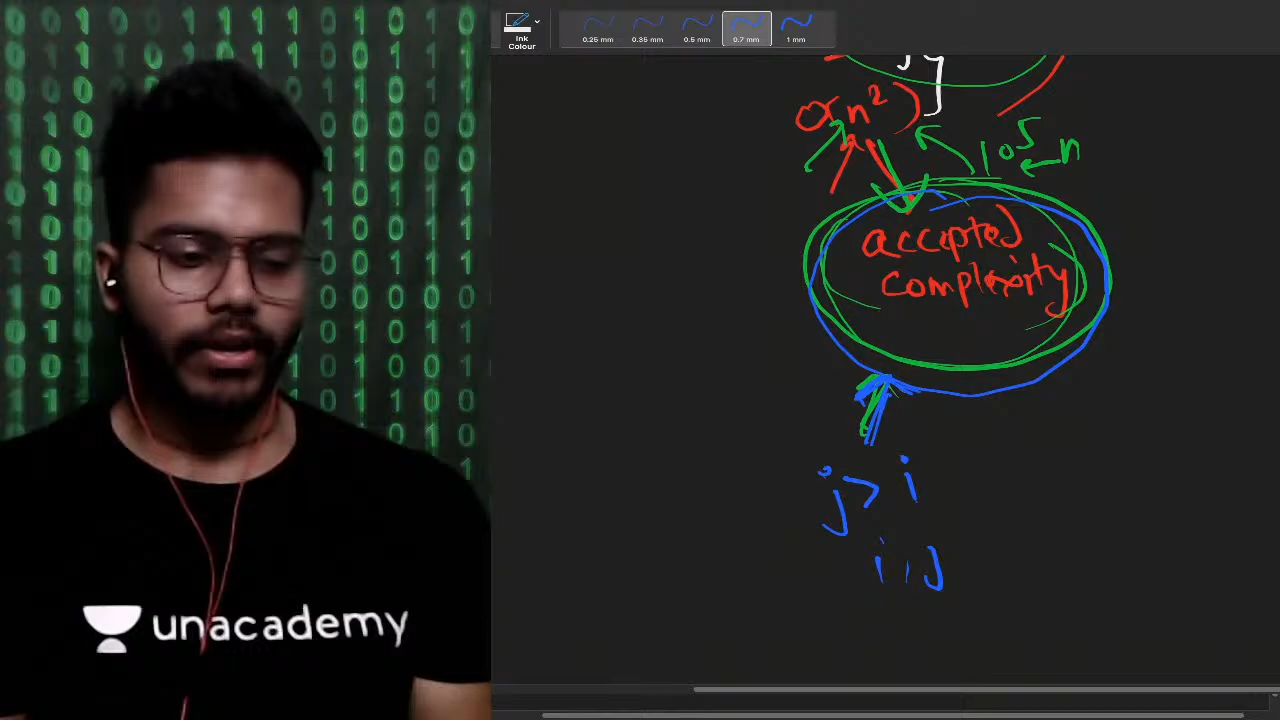 Ink
Colour
0.25 mm
0.35 mm
0.5 mm
0.7 mm
1 mm
O(n²)
10⁵ ← n
accepted
complexity
j > i
i, j
unacademy